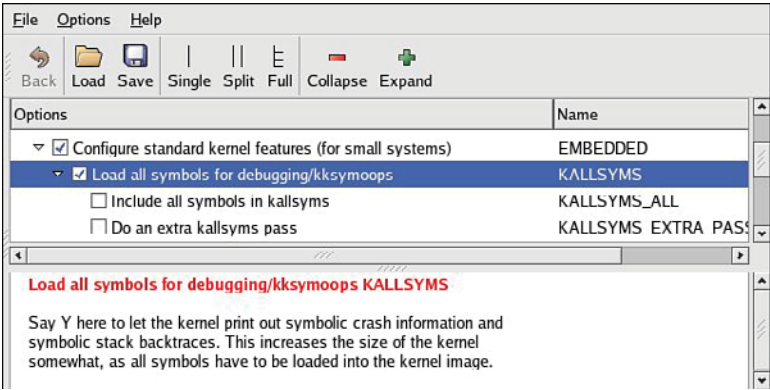 File Options Help
Back Load Save Single Split Full Collapse Expand
Options Name
Configure standard kernel features (for small systems) EMBEDDED
Load all symbols for debugging/kksymoops KALLSYMS
Include all symbols in kallsyms KALLSYMS_ALL
Do an extra kallsyms pass KALLSYMS_EXTRA_PASS
Load all symbols for debugging/kksymoops KALLSYMS
Say Y here to let the kernel print out symbolic crash information and
symbolic stack backtraces. This increases the size of the kernel
somewhat, as all symbols have to be loaded into the kernel image.